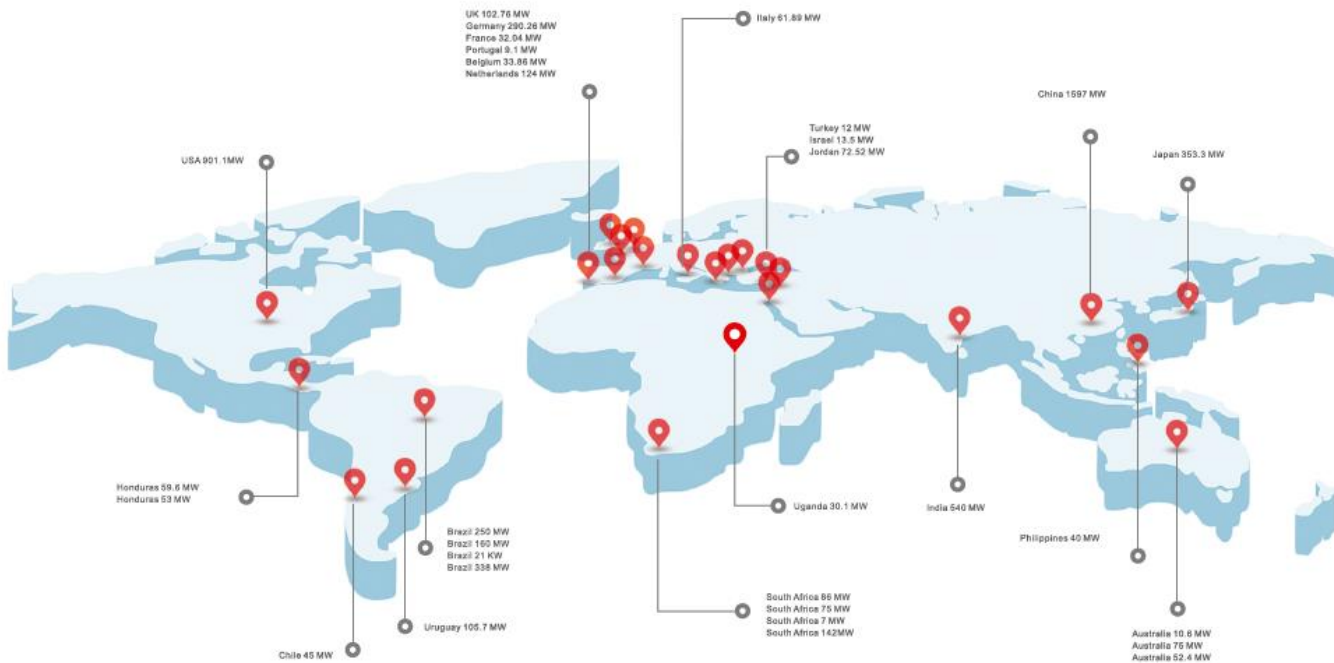 UK 102.76 MW
Germany 290.26 MW
France 32.04 MW
Portugal 9.1 MW
Belgium 33.86 MW
Netherlands 124 MW
Italy 61.89 MW
China 1597 MW
Turkey 12 MW
Israel 13.5 MW
Jordan 72.52 MW
Japan 353.3 MW
USA 901.1MW
Honduras 59.6 MW
Honduras 53 MW
Brazil 250 MW
Brazil 160 MW
Brazil 21 KW
Brazil 338 MW
Uganda 30.1 MW
India 540 MW
Philippines 40 MW
South Africa 86 MW
South Africa 75 MW
South Africa 7 MW
South Africa 142MW
Uruguay 105.7 MW
Chile 45 MW
Australia 10.6 MW
Australia 75 MW
Australia 52.4 MW